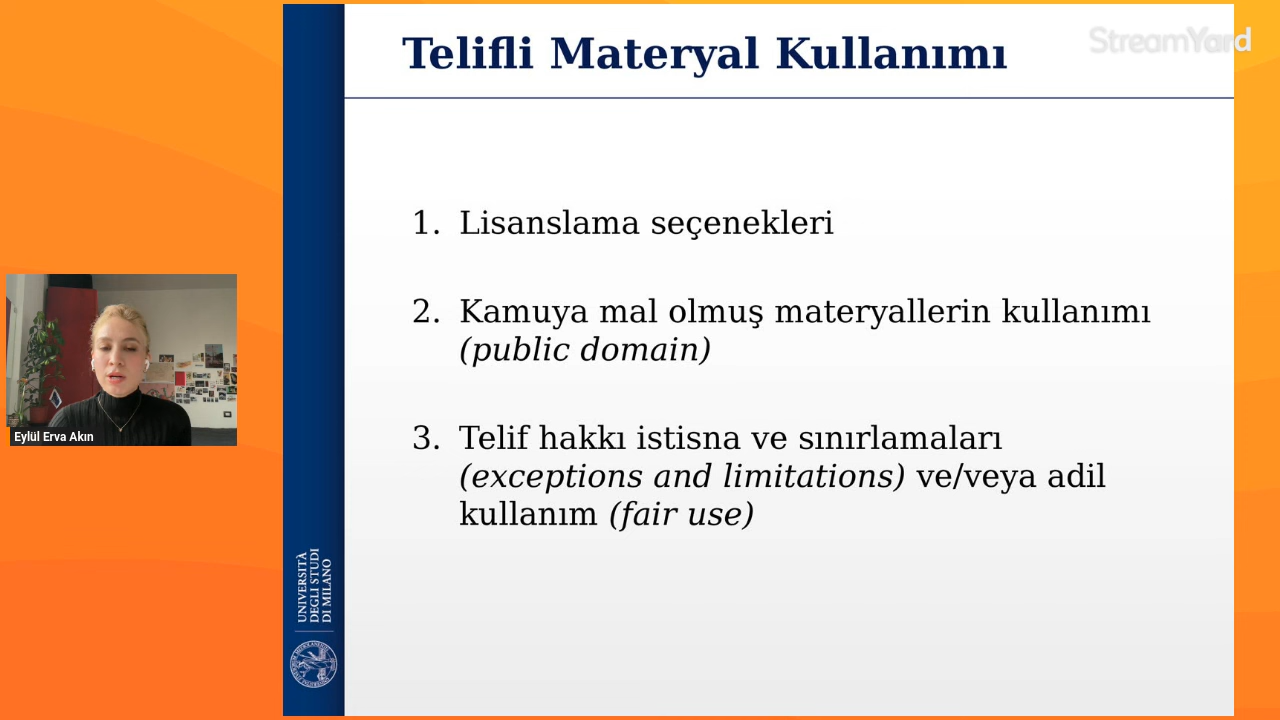 Telifli Materyal Kullanımı
StreamYard
1. Lisanslama seçenekleri
2. Kamuya mal olmuş materyallerin kullanımı
(public domain)
3. Telif hakkı istisna ve sınırlamaları
(exceptions and limitations) ve/veya adil
kullanım (fair use)
Eylül Erva Akın
UNIVERSITÀ
DEGLI STUDI
DI MILANO